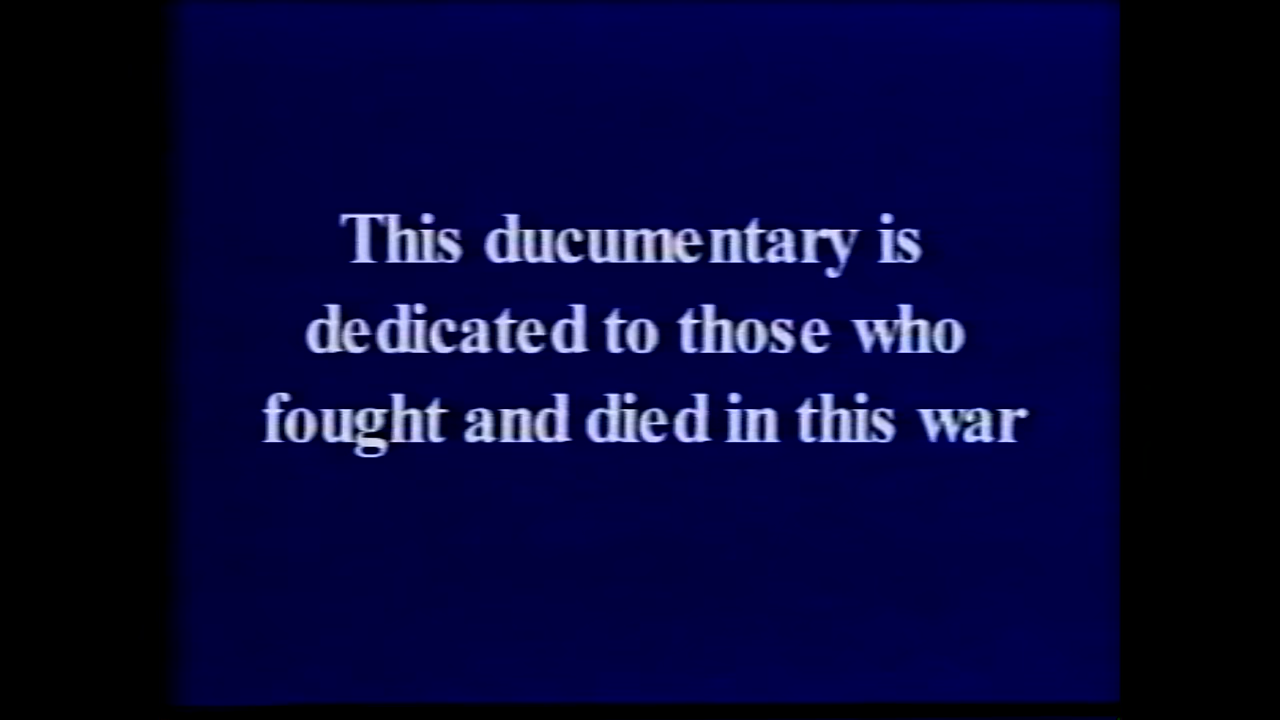 This ducumentary is
dedicated to those who
fought and died in this war